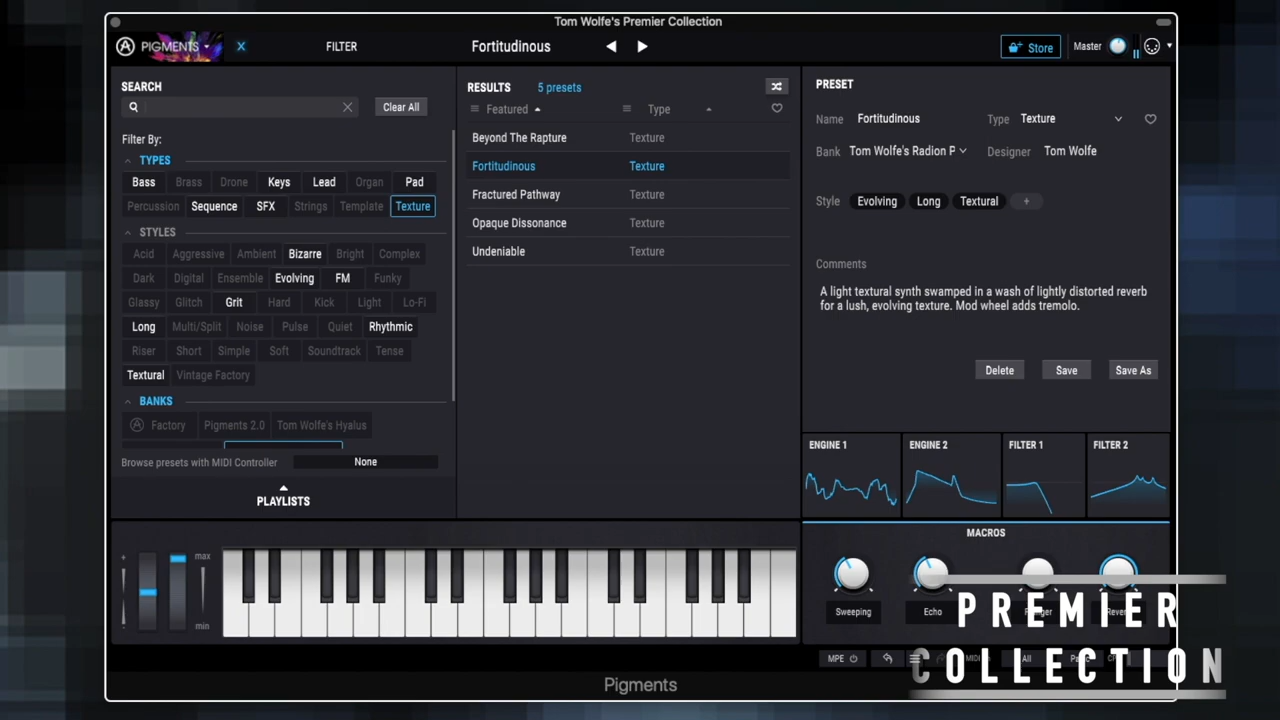 Tom Wolfe's Premier Collection
PIGMENTS
FILTER
Fortitudinous
Store
Master
SEARCH
Clear All
Filter By:
TYPES
Bass Brass Drone Keys Lead Organ Pad
Percussion Sequence SFX Strings Template Texture
STYLES
Acid Aggressive Ambient Bizarre Bright Complex
Dark Digital Ensemble Evolving FM Funky
Glassy Glitch Grit Hard Kick Light Lo-Fi
Long Multi/Split Noise Pulse Quiet Rhythmic
Riser Short Simple Soft Soundtrack Tense
Textural Vintage Factory
BANKS
Factory Pigments 2.0 Tom Wolfe's Hyalus
Browse presets with MIDI Controller None
PLAYLISTS
RESULTS 5 presets
Featured Type
Beyond The Rapture Texture
Fortitudinous Texture
Fractured Pathway Texture
Opaque Dissonance Texture
Undeniable Texture
PRESET
Name Fortitudinous Type Texture
Bank Tom Wolfe's Radion P Designer Tom Wolfe
Style Evolving Long Textural +
Comments
A light textural synth swamped in a wash of lightly distorted reverb
for a lush, evolving texture. Mod wheel adds tremolo.
Delete Save Save As
ENGINE 1 ENGINE 2 FILTER 1 FILTER 2
MACROS
+ max
- min
Sweeping Echo
PREMIER
COLLECTION
MPE MIDI All
Pigments